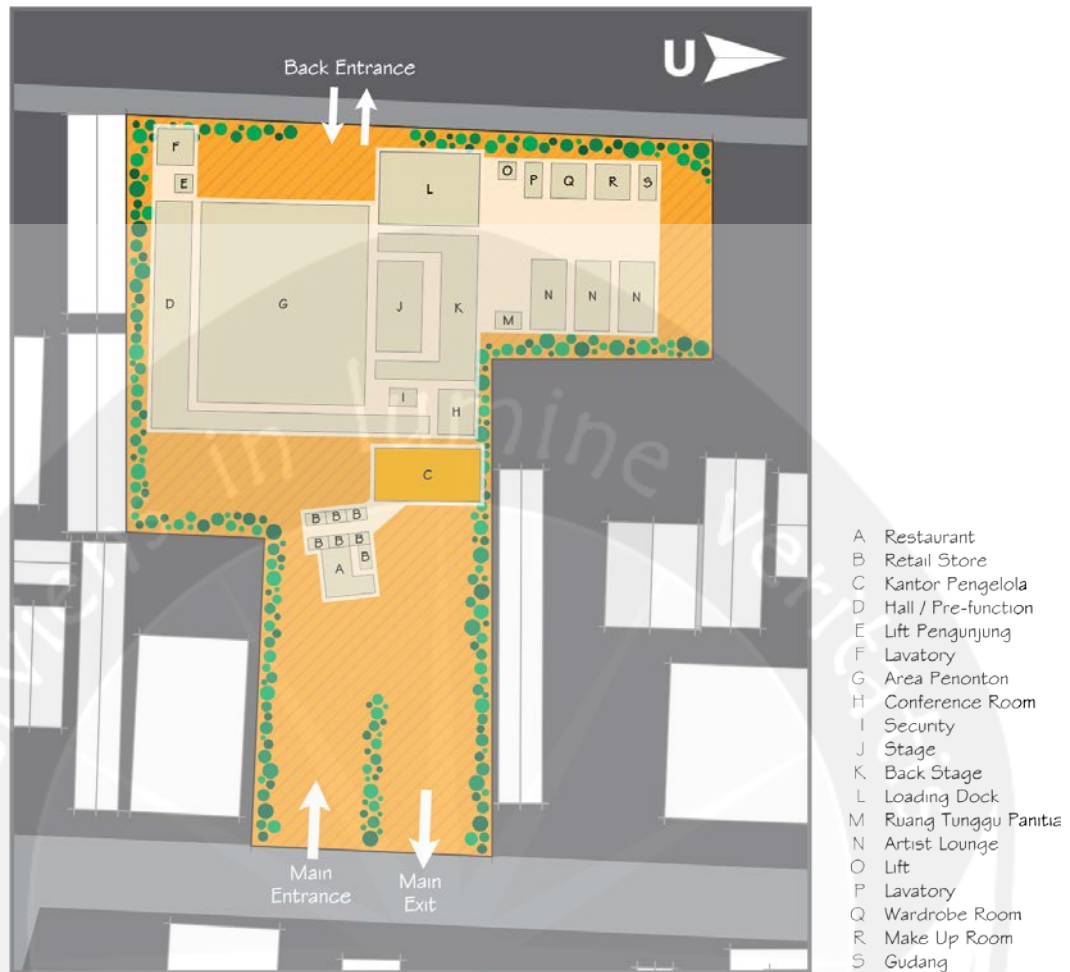 U
Back Entrance
F
E
L
O
P
Q
R
S
D
G
J
K
M
N
N
N
I
H
C
B B B
B B B
B
A
in lumine
Main
Entrance
Main
Exit
A Restaurant
B Retail Store
C Kantor Pengelola
D Hall / Pre-function
E Lift Pengunjung
F Lavatory
G Area Penonton
H Conference Room
I Security
J Stage
K Back Stage
L Loading Dock
M Ruang Tunggu Panitia
N Artist Lounge
O Lift
P Lavatory
Q Wardrobe Room
R Make Up Room
S Gudang